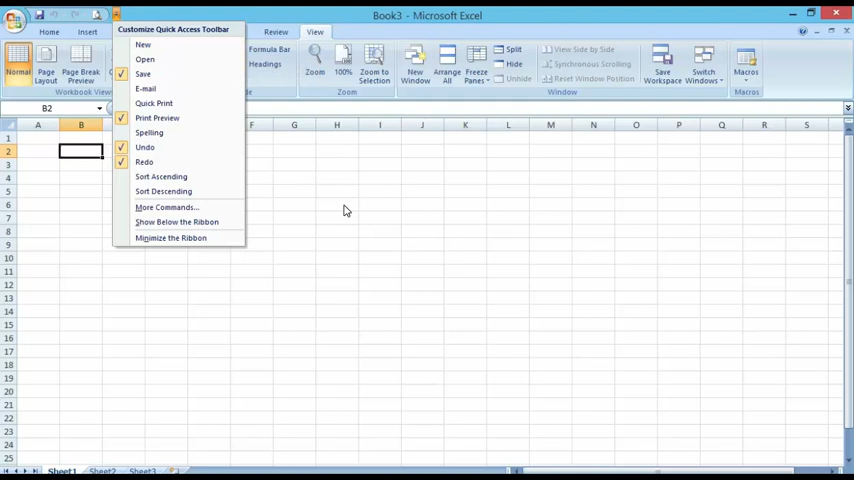 Book3 - Microsoft Excel
Customize Quick Access Toolbar
New
Open
Save
E-mail
Quick Print
Print Preview
Spelling
Undo
Redo
Sort Ascending
Sort Descending
More Commands...
Show Below the Ribbon
Minimize the Ribbon
Home Insert Review View
Normal
Page Layout
Page Break Preview
Workbook View
Formula Bar
Headings
Zoom
100%
Zoom to Selection
Zoom
New Window
Arrange All
Freeze Panes
Split
Hide
Unhide
View Side by Side
Synchronous Scrolling
Reset Window Position
Save Workspace
Switch Windows
Window
Macros
Macros
B2
A B F G H I J K L M N O P Q R S
1
2
3
4
5
6
7
8
9
10
11
12
13
14
15
16
17
18
19
20
21
22
23
24
25
Sheet1 Sheet2 Sheet3